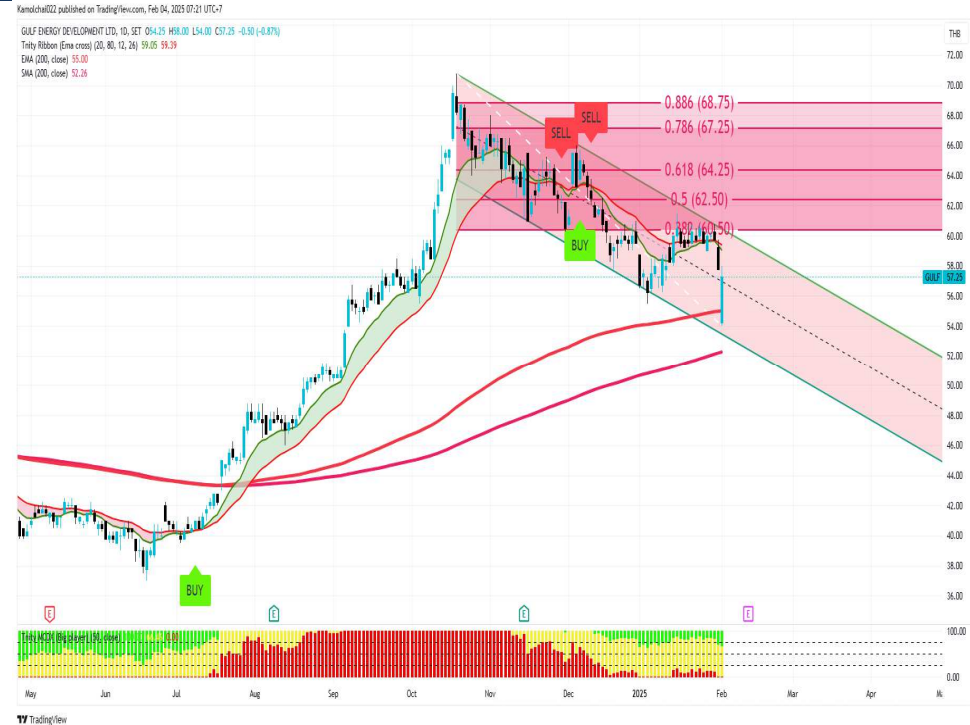 Kamolchai022 published on TradingView.com, Feb 04, 2025 07:21 UTC+7
GULF ENERGY DEVELOPMENT LTD, 1D, SET O54.25 H58.00 L54.00 C57.25 -0.50 (-0.87%)
Tnity Ribbon (Ema cross) (20, 80, 12, 26) 59.05 59.39
EMA (200, close) 55.00
SMA (200, close) 52.26
THB
72.00
70.00
68.00
66.00
64.00
62.00
60.00
58.00
GULF 57.25
56.00
54.00
52.00
50.00
48.00
46.00
44.00
42.00
40.00
38.00
36.00
0.886 (68.75)
0.786 (67.25)
0.618 (64.25)
0.5 (62.50)
0.382 (60.50)
SELL
SELL
BUY
BUY
E
E
E
E
Tnity MCDX (Big player) (50, close) 0.00
100.00
0.00
May Jun Jul Aug Sep Oct Nov Dec 2025 Feb Mar Apr
TradingView